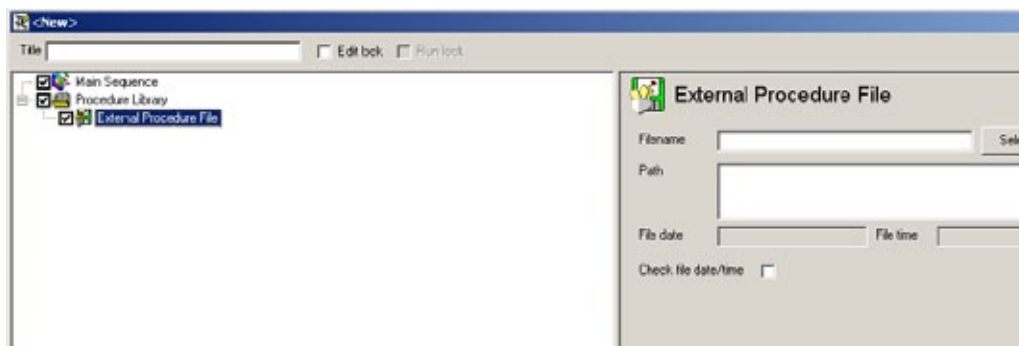 <New>
Title Edit lock Run lock
Main Sequence
Procedure Library
External Procedure File
External Procedure File
Filename Sele
Path
File date File time
Check file date/time